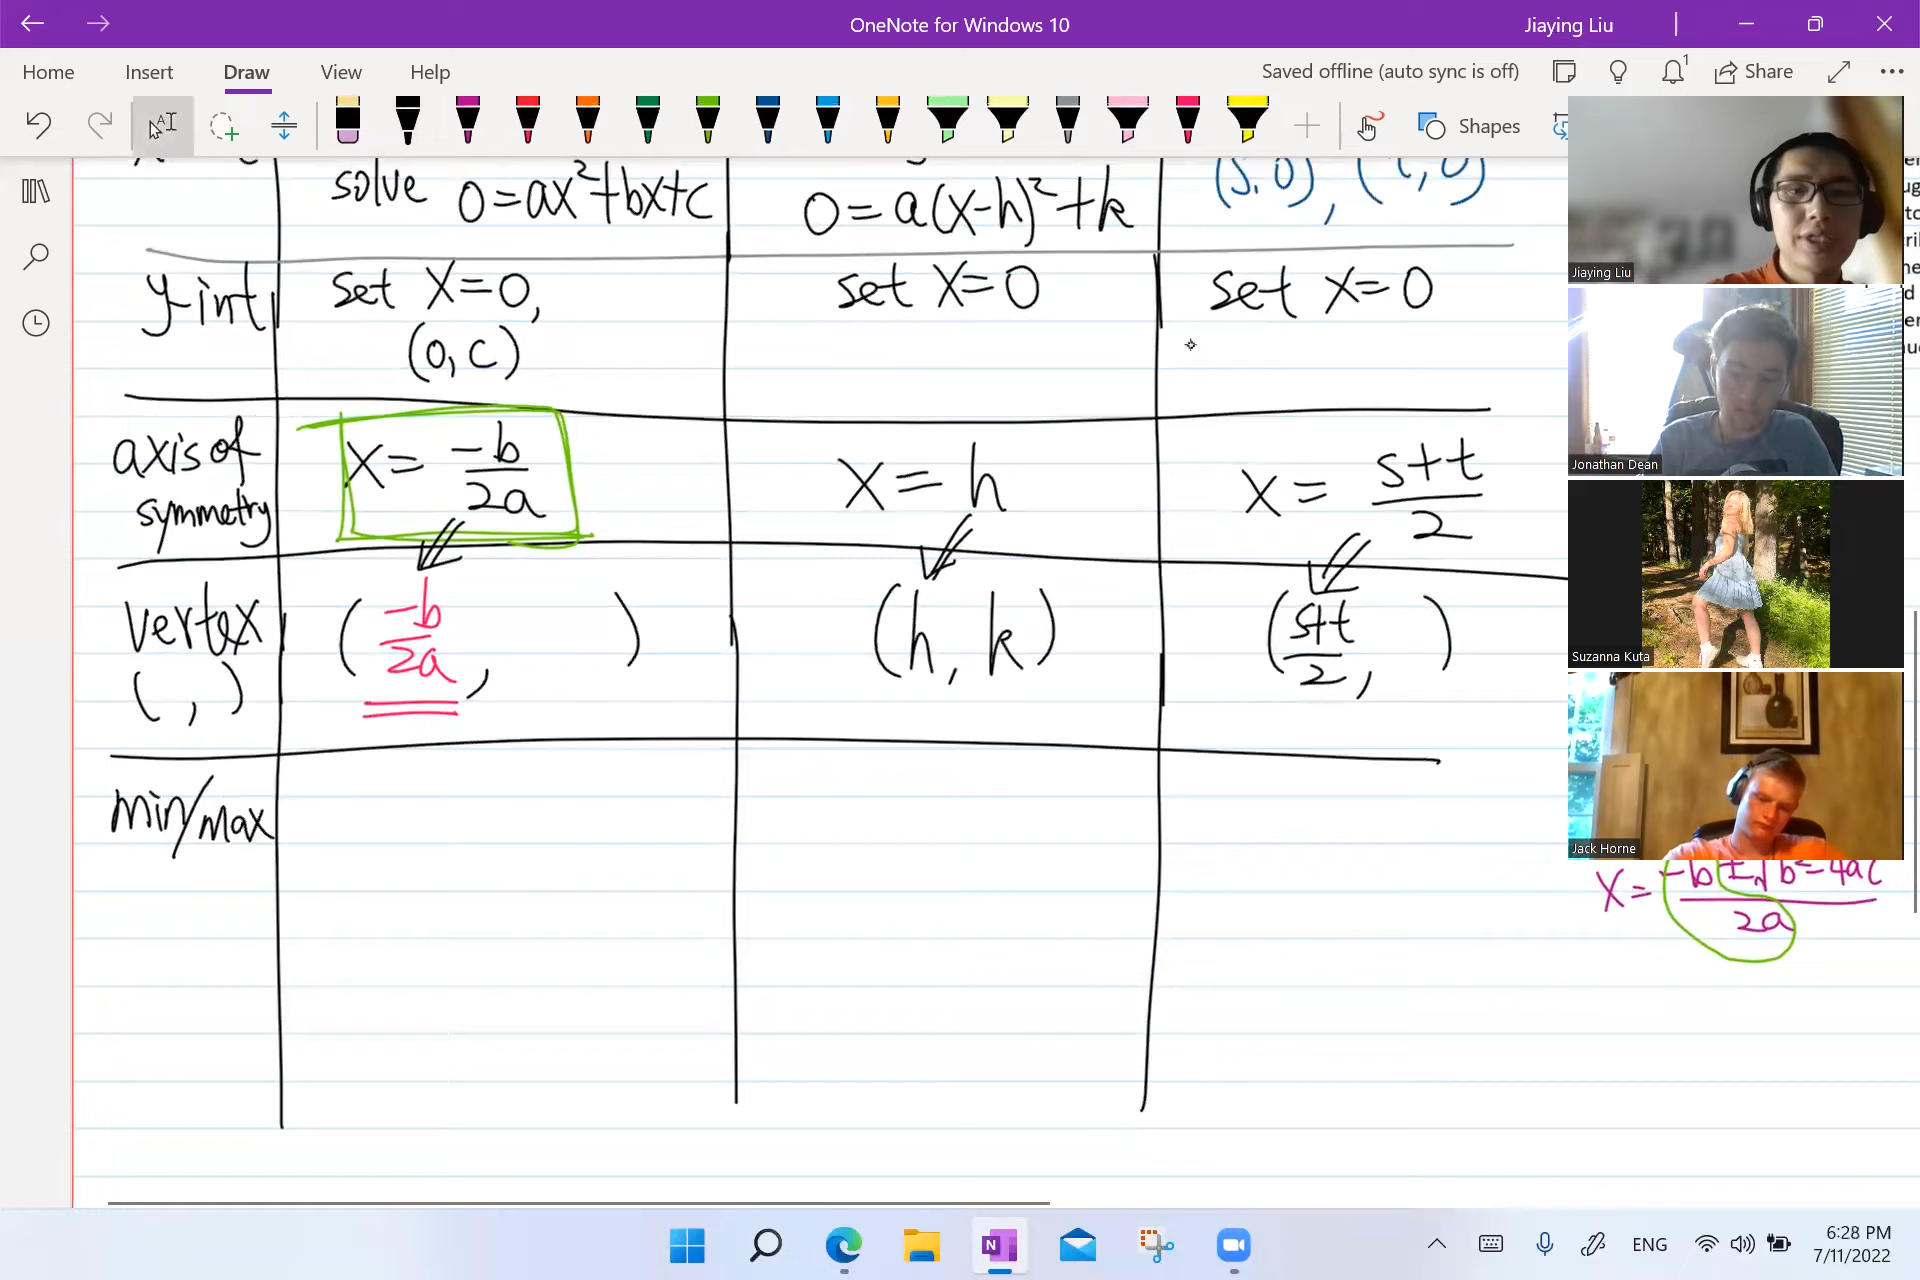 OneNote for Windows 10
Jiaying Liu
Home Insert Draw View Help
Saved offline (auto sync is off)
1
Share
Shapes
solve 0=ax²+bx+c
0=a(x-h)²+k
y-int
set x=0,
(0,c)
set x=0
set x=0
axis of
symmetry
x = -b/2a
x = h
x = s+t/2
vertex
( , )
(-b/2a, )
(h, k)
(s+t/2, )
min/max
Jiaying Liu
Jonathan Dean
Suzanna Kuta
Jack Horne
x = -b±√b²-4ac
2a
ENG
6:28 PM
7/11/2022